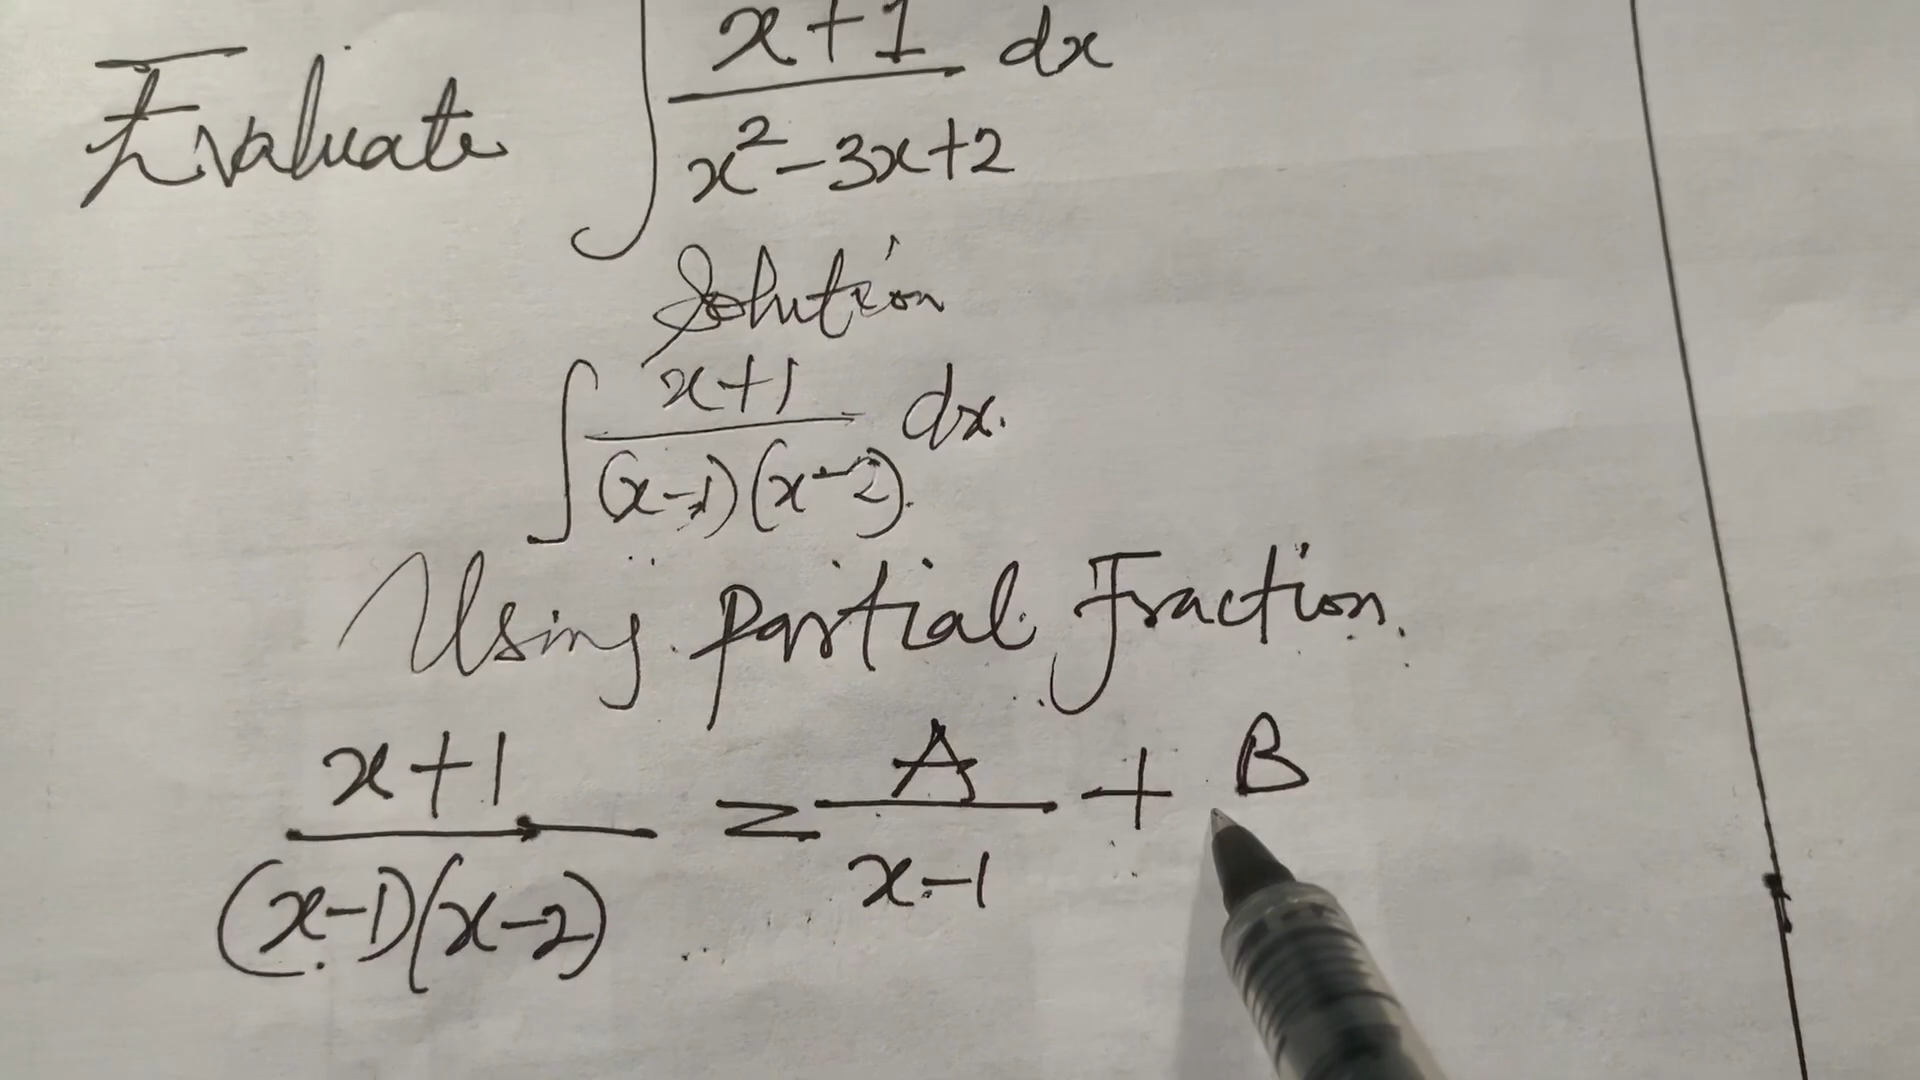 Evaluate ∫ x+1 / x²-3x+2 dx
Solution
∫ x+1 / (x-1)(x-2) dx.
Using partial Fraction.
x+1 / (x-1)(x-2) = A / x-1 + B